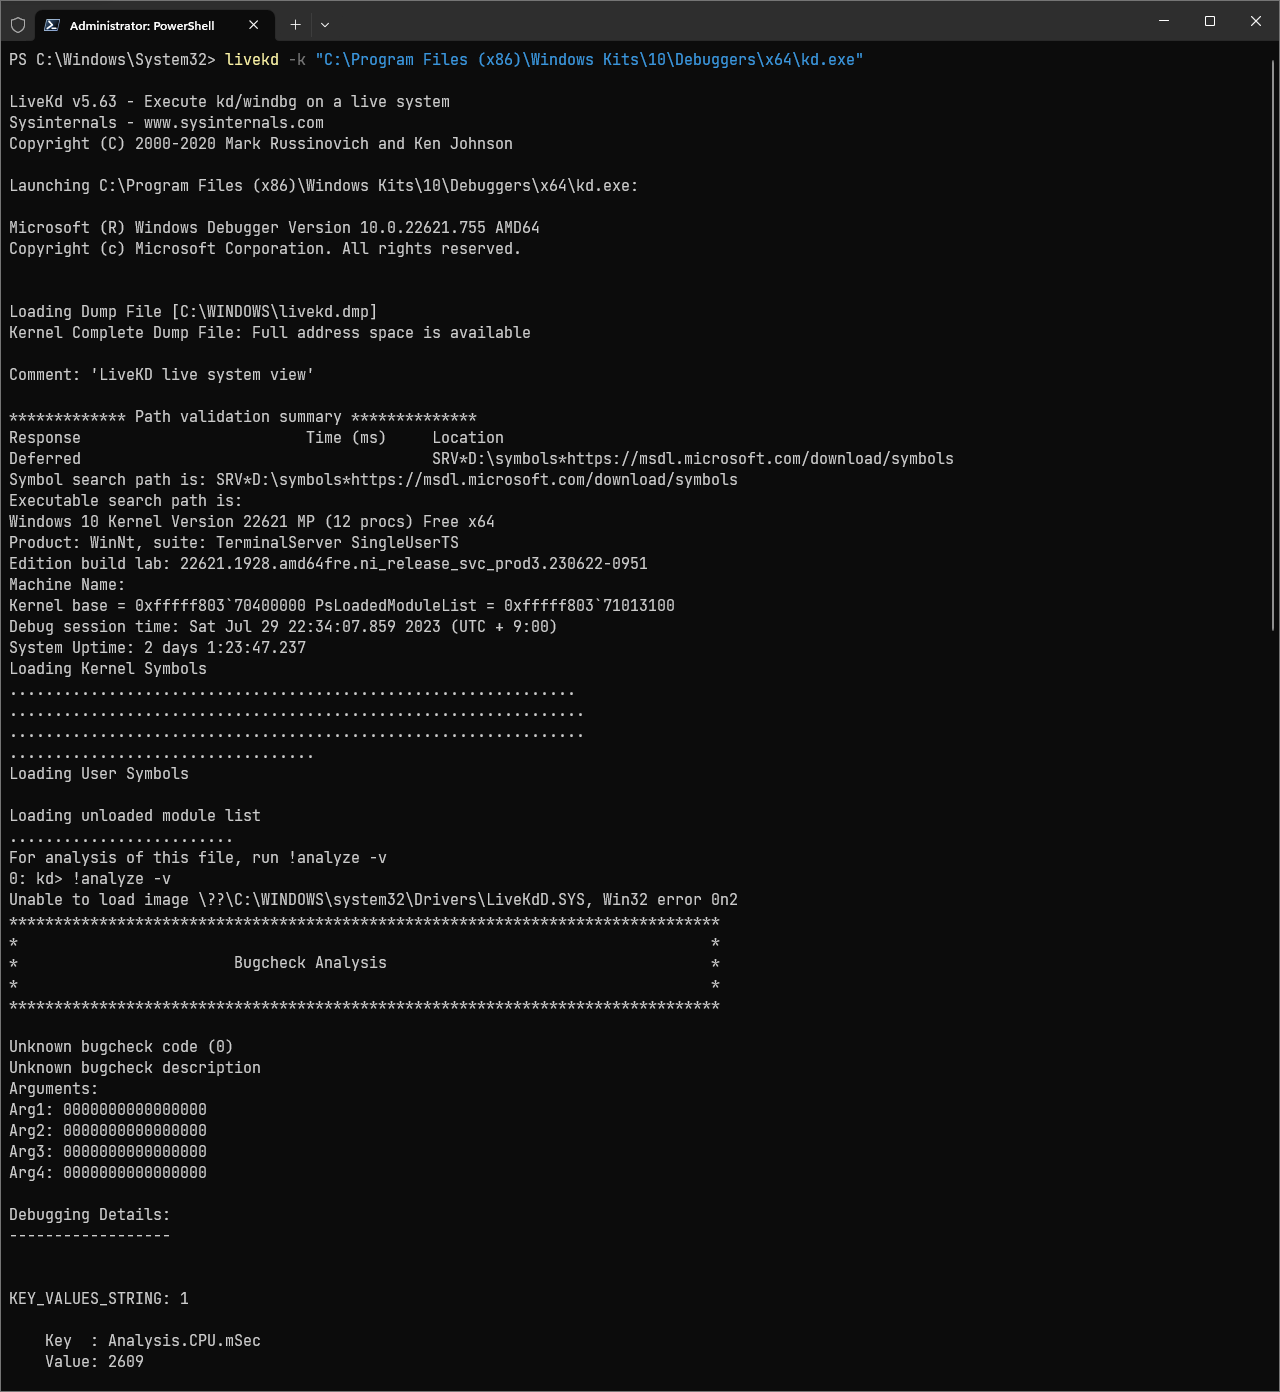 Administrator: PowerShell
PS C:\Windows\System32> livekd -k "C:\Program Files (x86)\Windows Kits\10\Debuggers\x64\kd.exe"
LiveKd v5.63 - Execute kd/windbg on a live system
Sysinternals - www.sysinternals.com
Copyright (C) 2000-2020 Mark Russinovich and Ken Johnson
Launching C:\Program Files (x86)\Windows Kits\10\Debuggers\x64\kd.exe:
Microsoft (R) Windows Debugger Version 10.0.22621.755 AMD64
Copyright (c) Microsoft Corporation. All rights reserved.
Loading Dump File [C:\WINDOWS\livekd.dmp]
Kernel Complete Dump File: Full address space is available
Comment: 'LiveKD live system view'
************* Path validation summary **************
Response                         Time (ms)     Location
Deferred                                       SRV*D:\symbols*https://msdl.microsoft.com/download/symbols
Symbol search path is: SRV*D:\symbols*https://msdl.microsoft.com/download/symbols
Executable search path is:
Windows 10 Kernel Version 22621 MP (12 procs) Free x64
Product: WinNt, suite: TerminalServer SingleUserTS
Edition build lab: 22621.1928.amd64fre.ni_release_svc_prod3.230622-0951
Machine Name:
Kernel base = 0xfffff803`70400000 PsLoadedModuleList = 0xfffff803`71013100
Debug session time: Sat Jul 29 22:34:07.859 2023 (UTC + 9:00)
System Uptime: 2 days 1:23:47.237
Loading Kernel Symbols
...............................................................
................................................................
................................................................
..................................
Loading User Symbols
Loading unloaded module list
.........................
For analysis of this file, run !analyze -v
0: kd> !analyze -v
Unable to load image \??\C:\WINDOWS\system32\Drivers\LiveKdD.SYS, Win32 error 0n2
*******************************************************************************
*                                                                             *
*                        Bugcheck Analysis                                    *
*                                                                             *
*******************************************************************************
Unknown bugcheck code (0)
Unknown bugcheck description
Arguments:
Arg1: 0000000000000000
Arg2: 0000000000000000
Arg3: 0000000000000000
Arg4: 0000000000000000
Debugging Details:
------------------
KEY_VALUES_STRING: 1
    Key  : Analysis.CPU.mSec
    Value: 2609